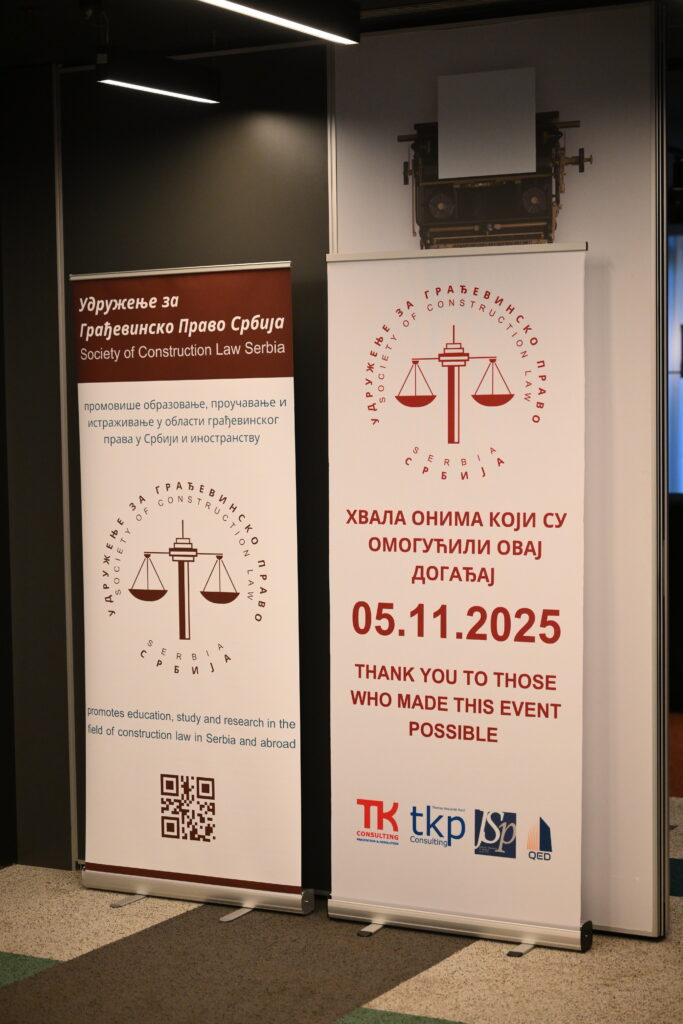 Удружење за
Грађевинско Право Србија
Society of Construction Law Serbia
промовише образовање, проучавање и
истраживање у области грађевинског
права у Србији и иностранству
УДРУЖЕЊЕ ЗА ГРАЂЕВИНСКО ПРАВО
SOCIETY OF CONSTRUCTION LAW
SERBIA
СРБИЈА
promotes education, study and research in the
field of construction law in Serbia and abroad
УДРУЖЕЊЕ ЗА ГРАЂЕВИНСКО ПРАВО
SOCIETY OF CONSTRUCTION LAW
SERBIA
СРБИЈА
ХВАЛА ОНИМА КОЈИ СУ
ОМОГУЋИЛИ ОВАЈ
ДОГАЂАЈ
05.11.2025
THANK YOU TO THOSE
WHO MADE THIS EVENT
POSSIBLE
TK
CONSULTING
tkp
Consulting
JSp
QED